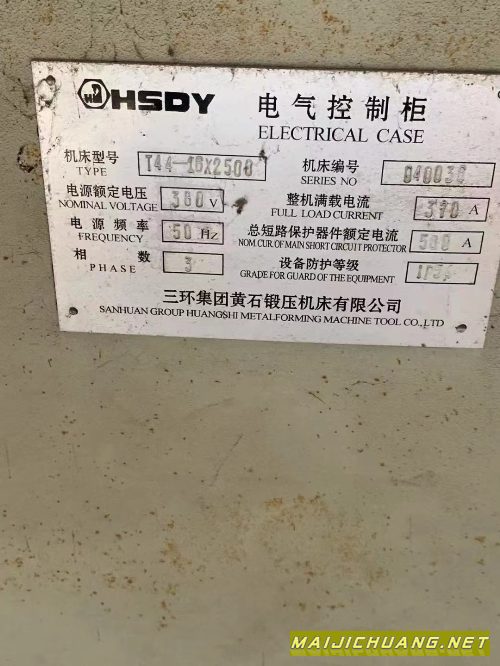 HSDY 电气控制柜
ELECTRICAL CASE
机床型号 T44-16X2500 机床编号 040036
TYPE SERIES NO
电源额定电压 380 V 整机满载电流 A
NOMINAL VOLTAGE FULL LOAD CURRENT
电源频率 50 Hz 总短路保护器件额定电流 A
FREQUENCY NOM.CUR OF MAIN SHORT CIRCUIT PROTECTOR
相数 3 设备防护等级
PHASE GRADE FOR GUARD OF THE EQUIPMENT
三环集团黄石锻压机床有限公司
SANHUAN GROUP HUANGSHI METALFORMING MACHINE TOOL CO.,LTD
MAIJICHUANG.NET